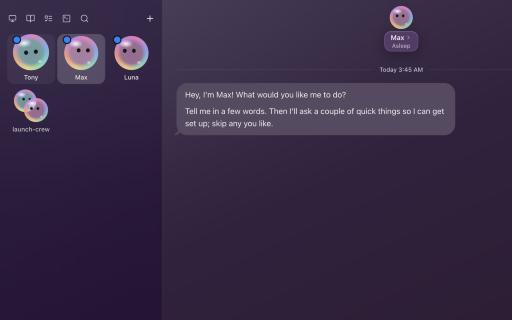 Tony
Max
Luna
launch-crew
Max
Asleep
Today 3:45 AM
Hey, I'm Max! What would you like me to do?
Tell me in a few words. Then I'll ask a couple of quick things so I can get
set up; skip any you like.